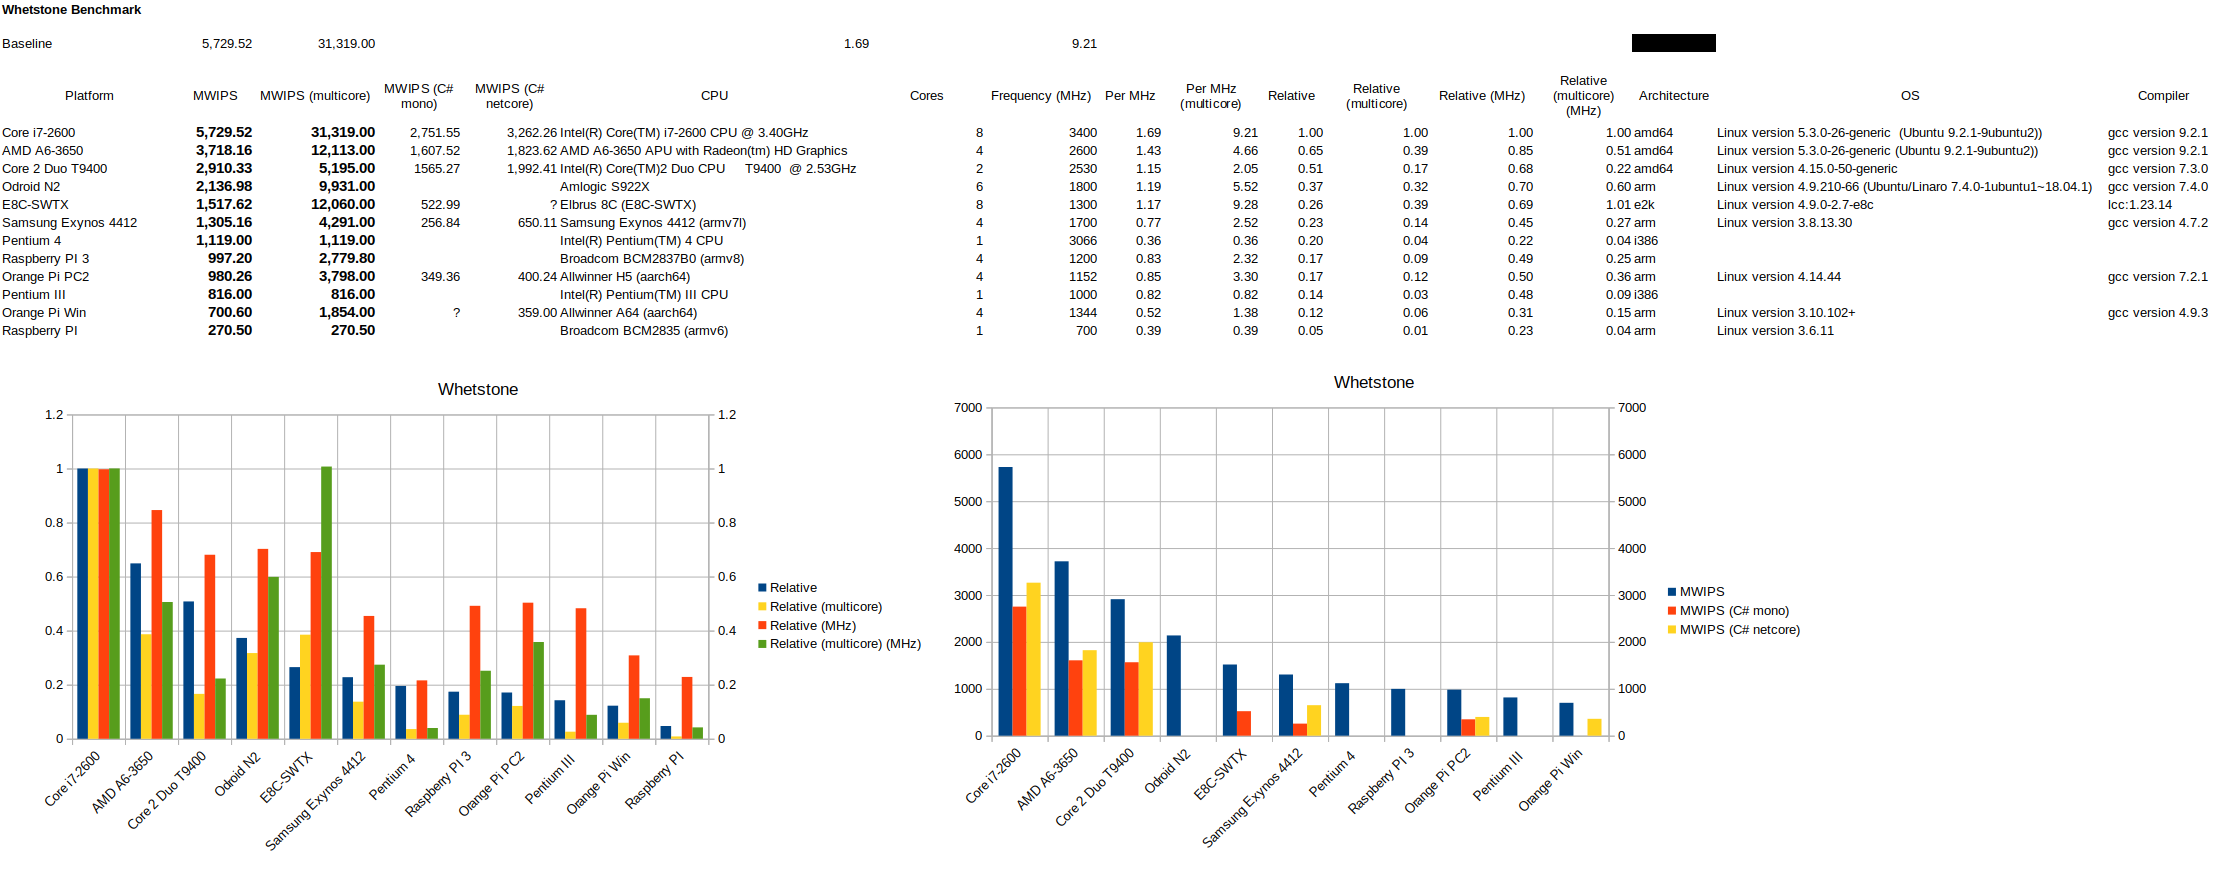 Whetstone Benchmark
Baseline 5,729.52 31,319.00 1.69 9.21
Platform MWIPS MWIPS (multicore) MWIPS (C# mono) MWIPS (C# netcore) CPU Cores Frequency (MHz) Per MHz Per MHz (multicore) Relative Relative (multicore) Relative (MHz) Relative (multicore) (MHz) Architecture OS Compiler
Core i7-2600 5,729.52 31,319.00 2,751.55 3,262.26 Intel(R) Core(TM) i7-2600 CPU @ 3.40GHz 8 3400 1.69 9.21 1.00 1.00 1.00 1.00 amd64 Linux version 5.3.0-26-generic (Ubuntu 9.2.1-9ubuntu2)) gcc version 9.2.1
AMD A6-3650 3,718.16 12,113.00 1,607.52 1,823.62 AMD A6-3650 APU with Radeon(tm) HD Graphics 4 2600 1.43 4.66 0.65 0.39 0.85 0.51 amd64 Linux version 5.3.0-26-generic (Ubuntu 9.2.1-9ubuntu2)) gcc version 9.2.1
Core 2 Duo T9400 2,910.33 5,195.00 1565.27 1,992.41 Intel(R) Core(TM)2 Duo CPU T9400 @ 2.53GHz 2 2530 1.15 2.05 0.51 0.17 0.68 0.22 amd64 Linux version 4.15.0-50-generic gcc version 7.3.0
Odroid N2 2,136.98 9,931.00 Amlogic S922X 6 1800 1.19 5.52 0.37 0.32 0.70 0.60 arm Linux version 4.9.210-66 (Ubuntu/Linaro 7.4.0-1ubuntu1~18.04.1) gcc version 7.4.0
E8C-SWTX 1,517.62 12,060.00 522.99 ? Elbrus 8C (E8C-SWTX) 8 1300 1.17 9.28 0.26 0.39 0.69 1.01 e2k Linux version 4.9.0-2.7-e8c lcc:1.23.14
Samsung Exynos 4412 1,305.16 4,291.00 256.84 650.11 Samsung Exynos 4412 (armv7l) 4 1700 0.77 2.52 0.23 0.14 0.45 0.27 arm Linux version 3.8.13.30 gcc version 4.7.2
Pentium 4 1,119.00 1,119.00 Intel(R) Pentium(TM) 4 CPU 1 3066 0.36 0.36 0.20 0.04 0.22 0.04 i386
Raspberry PI 3 997.20 2,779.80 Broadcom BCM2837B0 (armv8) 4 1200 0.83 2.32 0.17 0.09 0.49 0.25 arm
Orange Pi PC2 980.26 3,798.00 349.36 400.24 Allwinner H5 (aarch64) 4 1152 0.85 3.30 0.17 0.12 0.50 0.36 arm Linux version 4.14.44 gcc version 7.2.1
Pentium III 816.00 816.00 Intel(R) Pentium(TM) III CPU 1 1000 0.82 0.82 0.14 0.03 0.48 0.09 i386
Orange Pi Win 700.60 1,854.00 ? 359.00 Allwinner A64 (aarch64) 4 1344 0.52 1.38 0.12 0.06 0.31 0.15 arm Linux version 3.10.102+ gcc version 4.9.3
Raspberry PI 270.50 270.50 Broadcom BCM2835 (armv6) 1 700 0.39 0.39 0.05 0.01 0.23 0.04 arm Linux version 3.6.11
Whetstone
1.2 1.2
1 1
0.8 0.8
0.6 0.6
0.4 0.4
0.2 0.2
0 0
Core i7-2600
AMD A6-3650
Core 2 Duo T9400
Odroid N2
E8C-SWTX
Samsung Exynos 4412
Pentium 4
Raspberry PI 3
Orange Pi PC2
Pentium III
Orange Pi Win
Raspberry PI
Relative
Relative (multicore)
Relative (MHz)
Relative (multicore) (MHz)
Whetstone
7000 7000
6000 6000
5000 5000
4000 4000
3000 3000
2000 2000
1000 1000
0 0
Core i7-2600
AMD A6-3650
Core 2 Duo T9400
Odroid N2
E8C-SWTX
Samsung Exynos 4412
Pentium 4
Raspberry PI 3
Orange Pi PC2
Pentium III
Orange Pi Win
MWIPS
MWIPS (C# mono)
MWIPS (C# netcore)